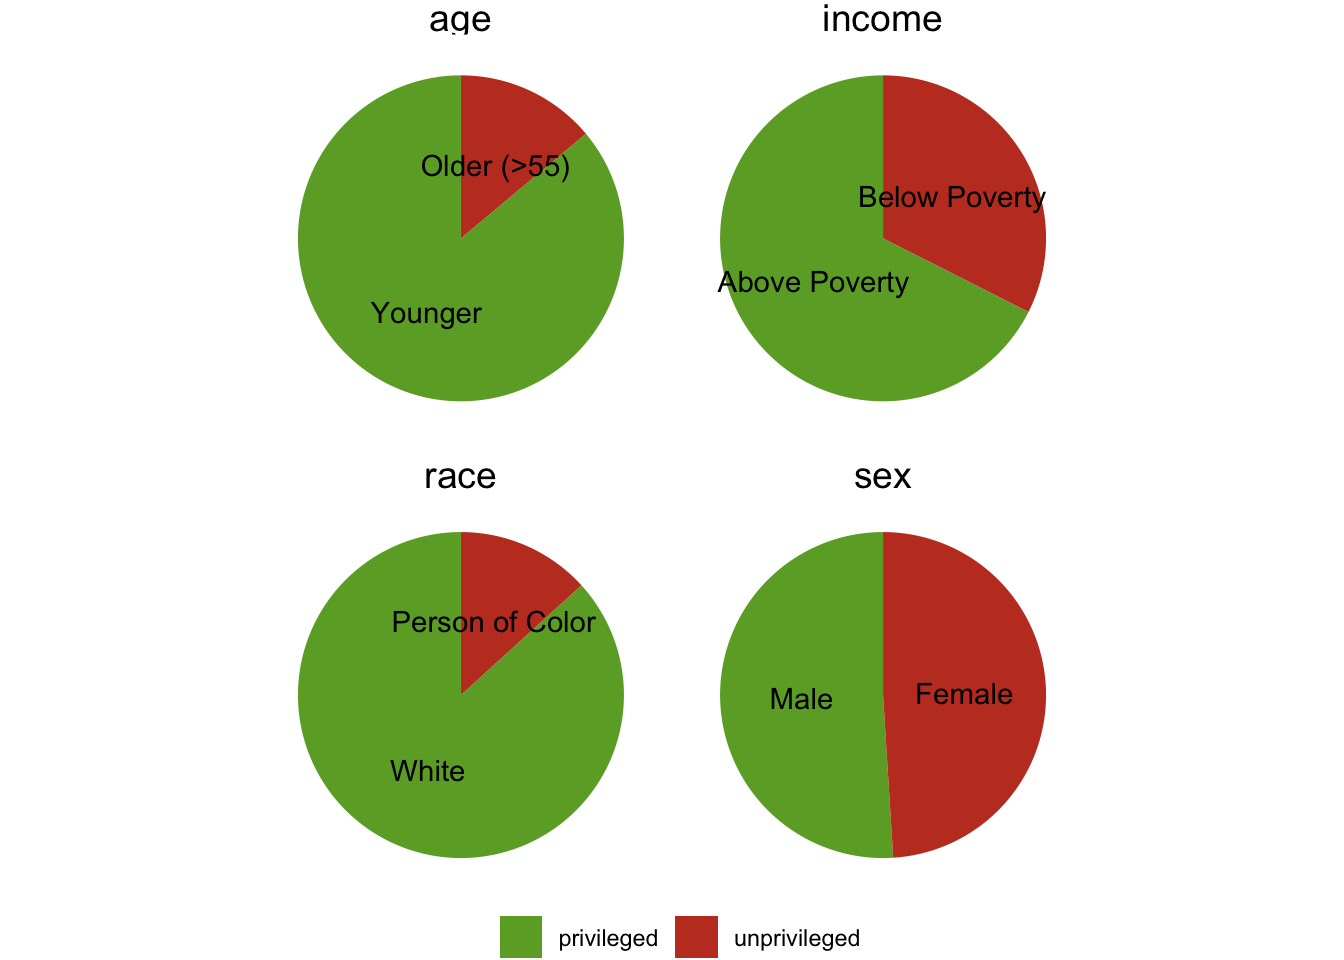 age
income
Older (>55)
Below Poverty
Above Poverty
Younger
race
sex
Person of Color
Male
Female
White
privileged
unprivileged